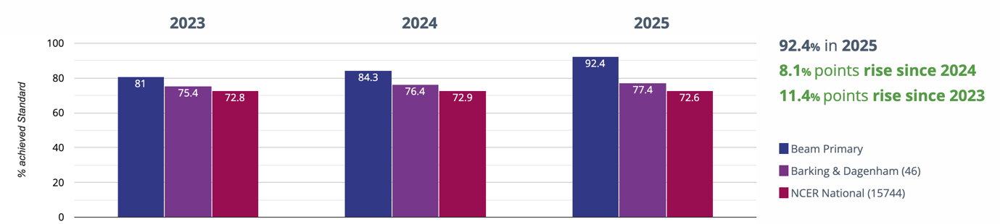 2023
2024
2025
% achieved Standard
100
80
60
40
20
0
81
75.4
72.8
84.3
76.4
72.9
92.4
77.4
72.6
92.4% in 2025
8.1% points rise since 2024
11.4% points rise since 2023
Beam Primary
Barking & Dagenham (46)
NCER National (15744)